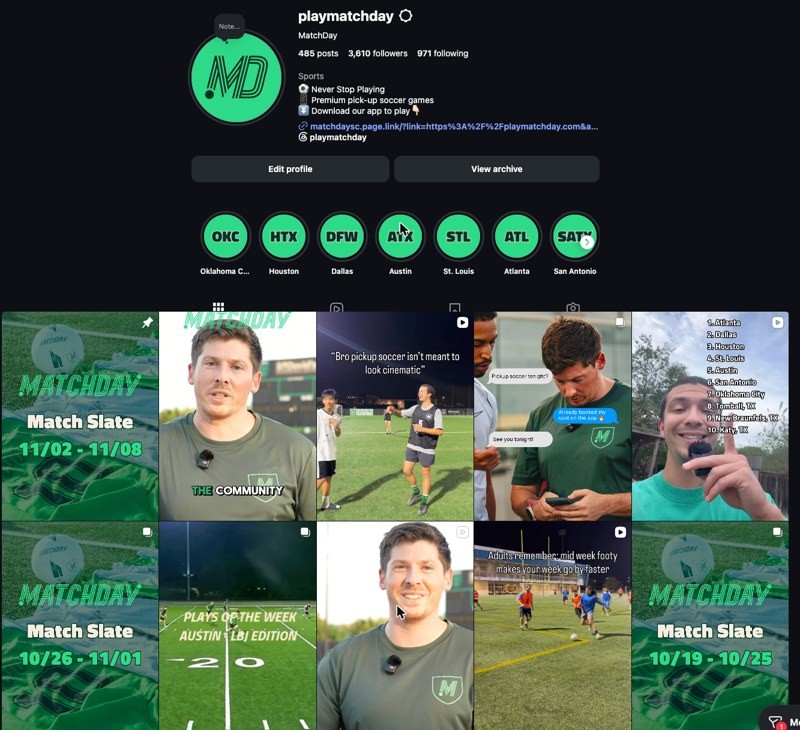 Note...
playmatchday
MatchDay
485 posts 3,610 followers 971 following
Sports
Never Stop Playing
Premium pick-up soccer games
Download our app to play
matchdaysc.page.link/?link=https%3A%2F%2Fplaymatchday.com&a...
playmatchday
MD
Edit profile
View archive
OKC HTX DFW ATX STL ATL SATX
Oklahoma C... Houston Dallas Austin St. Louis Atlanta San Antonio
MATCHDAY
Match Slate
11/02 - 11/08
MATCHDAY
THE COMMUNITY
"Bro pickup soccer isn't meant to
look cinematic"
Pickup soccer tonight?
Already booked my
spot on the app
See you tonight!
1. Atlanta
2. Dallas
3. Houston
4. St. Louis
5. Austin
6. San Antonio
7. Oklahoma City
8. Tomball, TX
9. New Braunfels, TX
10. Katy, TX
MATCHDAY
Match Slate
10/26 - 11/01
PLAYS OF THE WEEK
AUSTIN - LBJ EDITION
20
Adults remember: mid week footy
makes your week go by faster
MATCHDAY
Match Slate
10/19 - 10/25
1